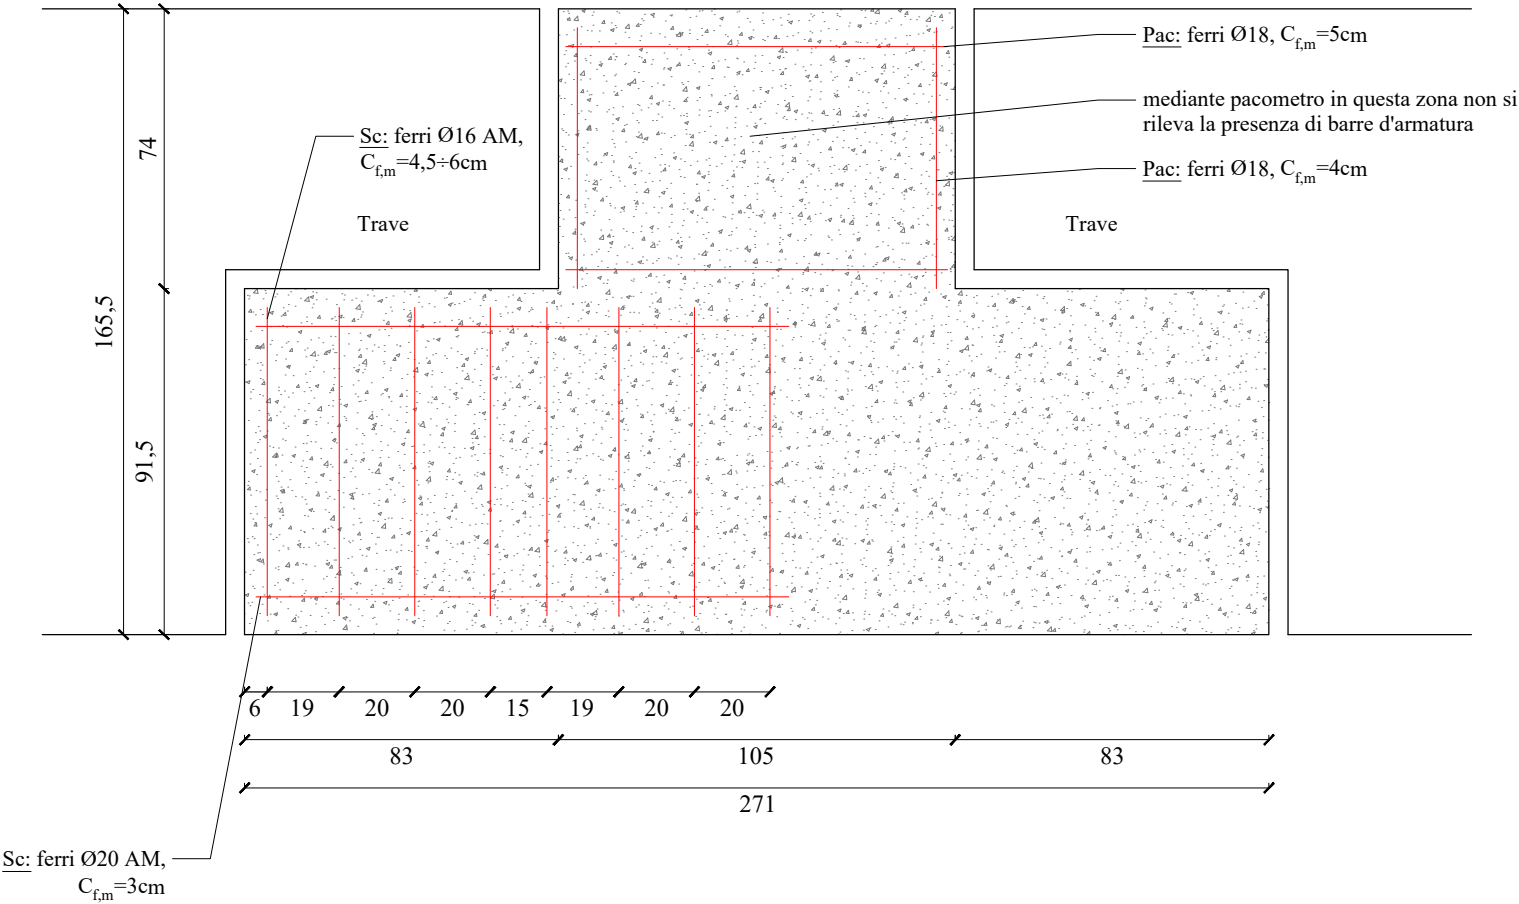 Pac: ferri Ø18, Cf,m=5cm
mediante pacometro in questa zona non si
rileva la presenza di barre d'armatura
Sc: ferri Ø16 AM,
Cf,m=4,5÷6cm
Pac: ferri Ø18, Cf,m=4cm
Trave
Trave
74
165,5
91,5
6 19 20 20 15 19 20 20
83 105 83
271
Sc: ferri Ø20 AM,
Cf,m=3cm